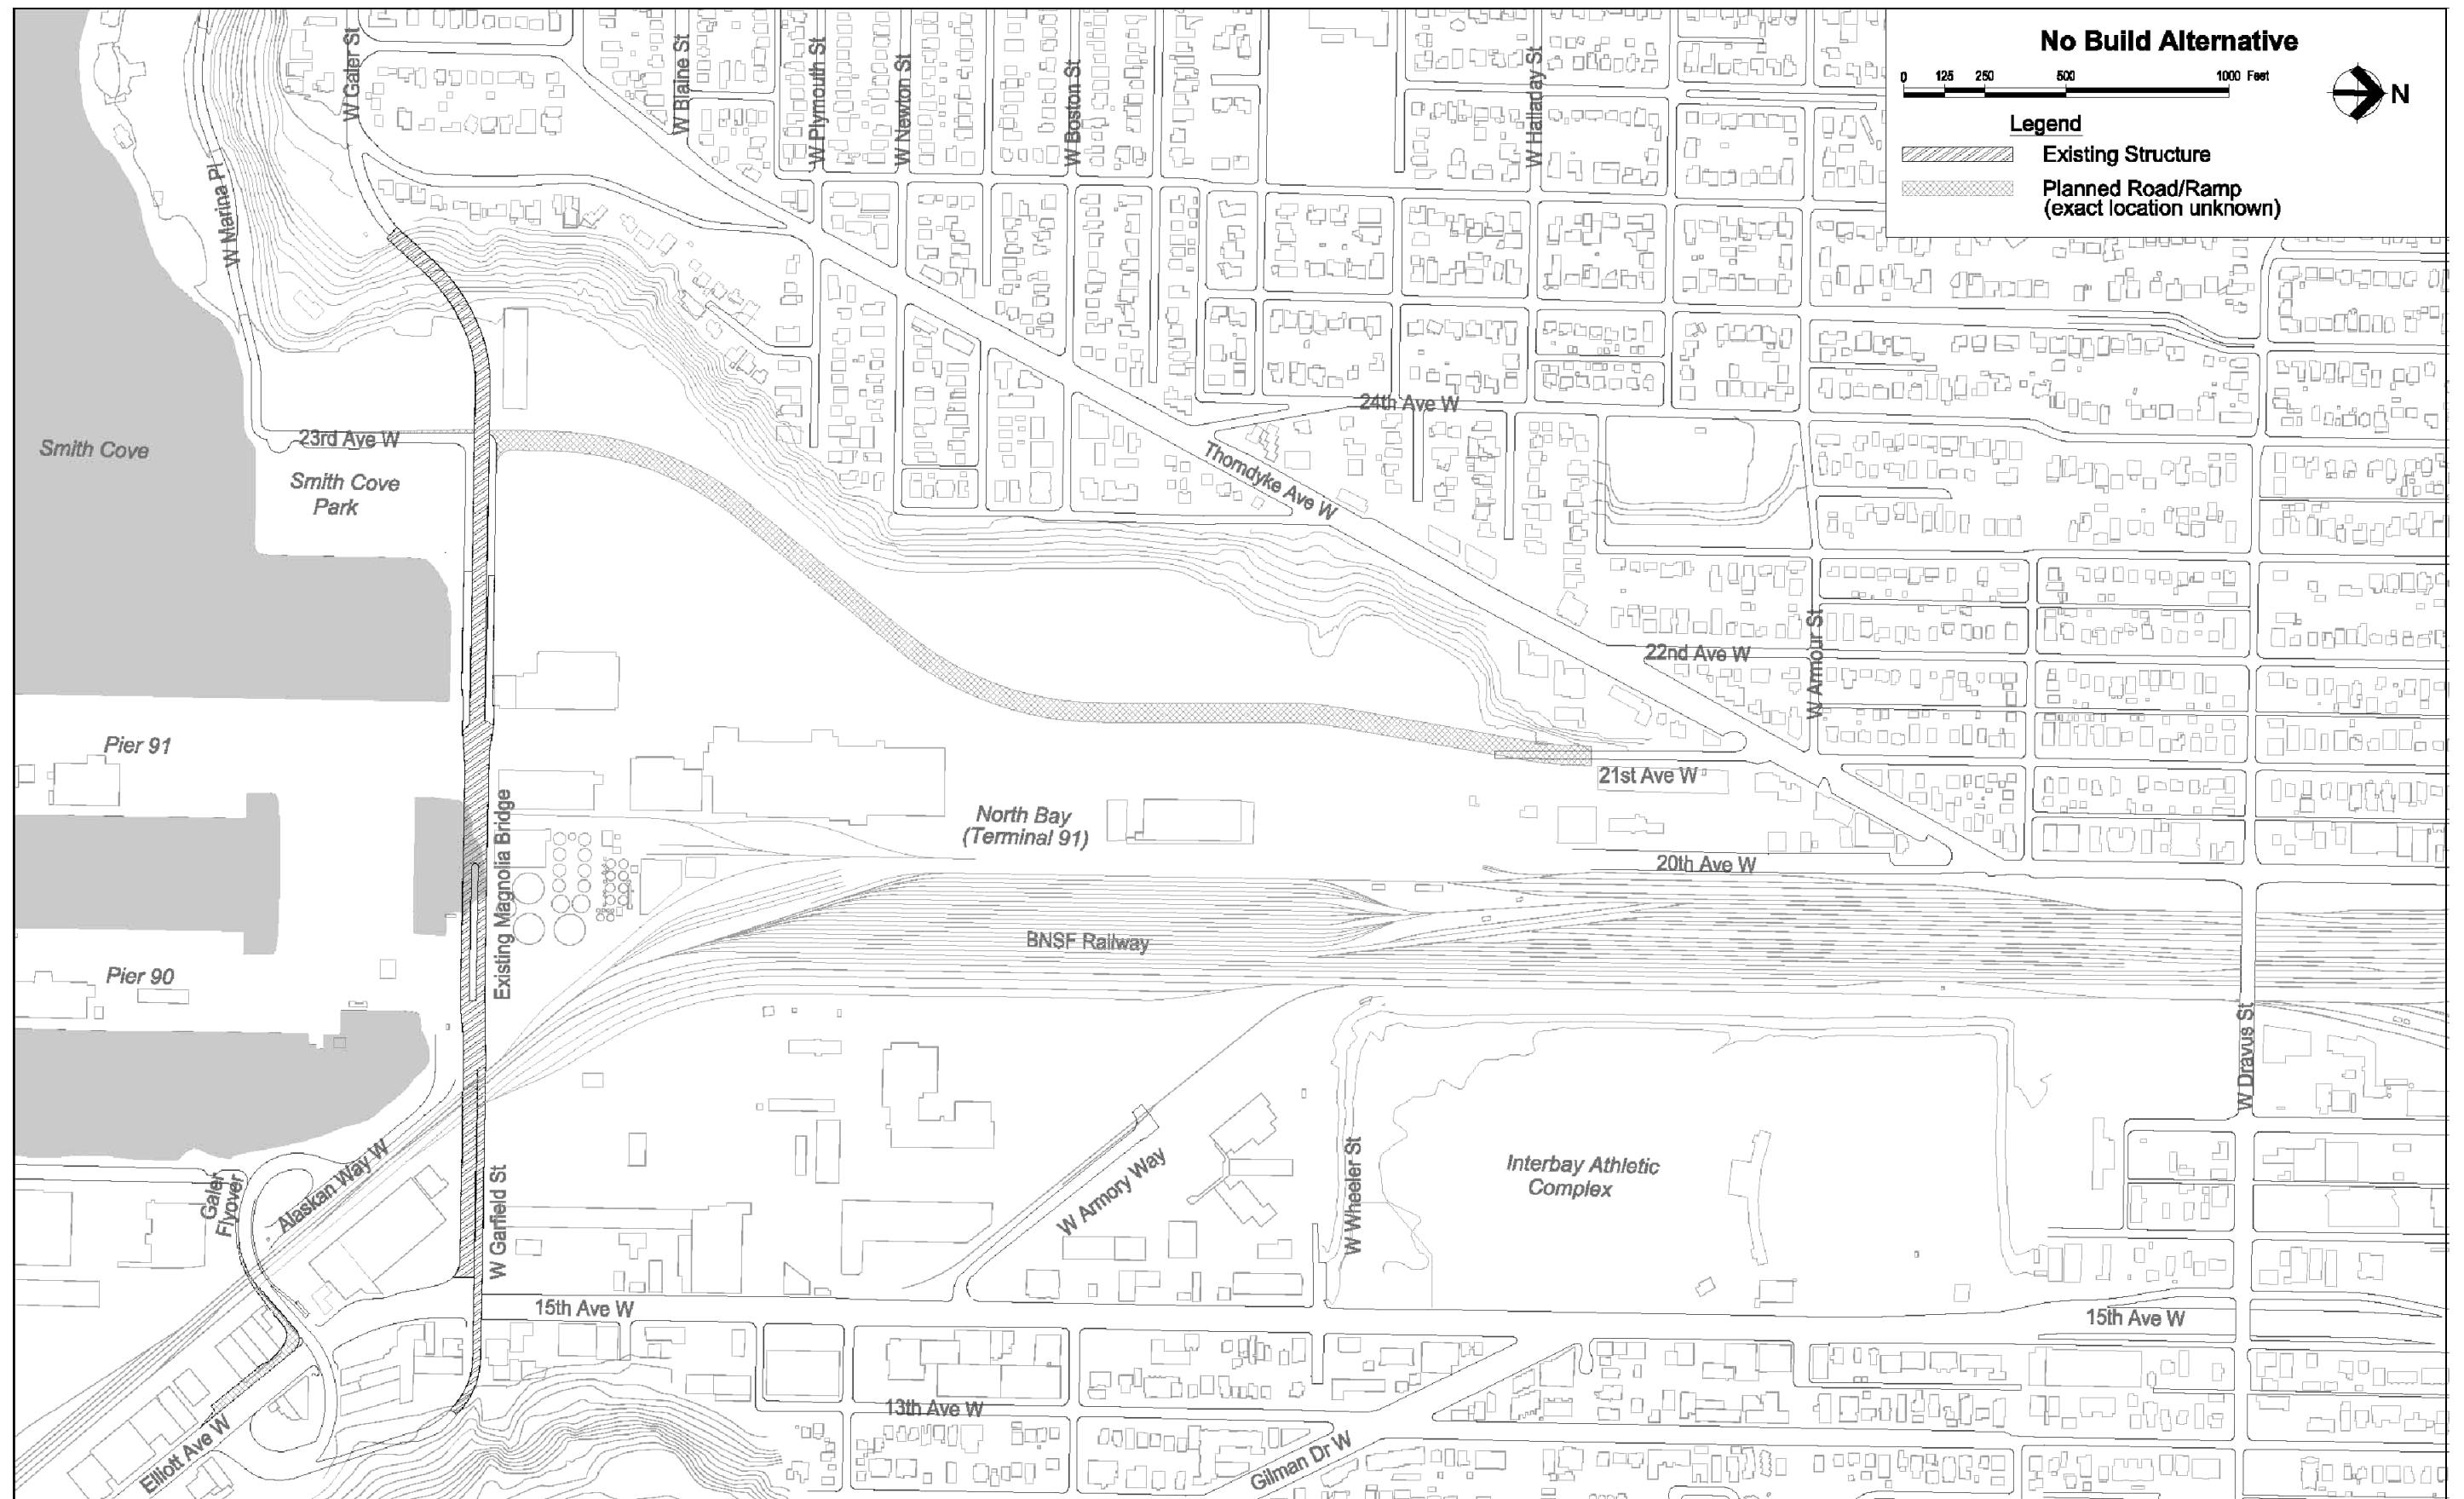 No Build Alternative
0 125 250 500 1000 Feet
N
Legend
Existing Structure
Planned Road/Ramp
(exact location unknown)
W Galer St
W Blaine St
W Plymouth St
W Newton St
W Boston St
W Halladay St
W Marina Pl
24th Ave W
Smith Cove
23rd Ave W
Smith Cove
Park
Thorndyke Ave W
22nd Ave W
W Armour St
Pier 91
21st Ave W
Existing Magnolia Bridge
North Bay
(Terminal 91)
20th Ave W
BNSF Railway
Pier 90
W Dravus St
Galer
Flyover
Alaskan Way W
W Garfield St
W Armory Way
W Wheeler St
Interbay Athletic
Complex
15th Ave W
15th Ave W
13th Ave W
Elliott Ave W
Gilman Dr W